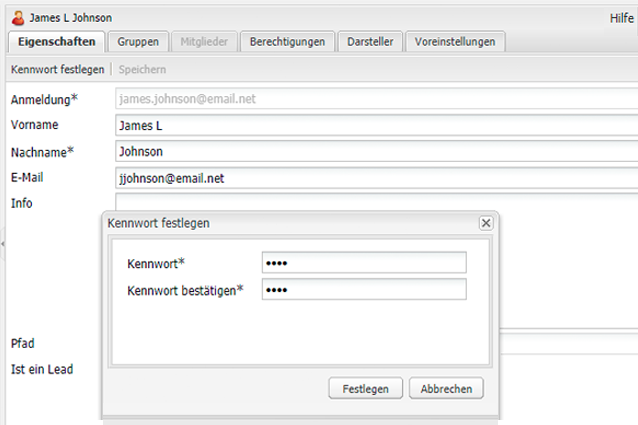 James L Johnson Hilfe
Eigenschaften Gruppen Mitglieder Berechtigungen Darsteller Voreinstellungen
Kennwort festlegen Speichern
Anmeldung* james.johnson@email.net
Vorname James L
Nachname* Johnson
E-Mail jjohnson@email.net
Info
Kennwort festlegen
Kennwort* ••••
Kennwort bestätigen* ••••
Pfad
Ist ein Lead
Festlegen Abbrechen